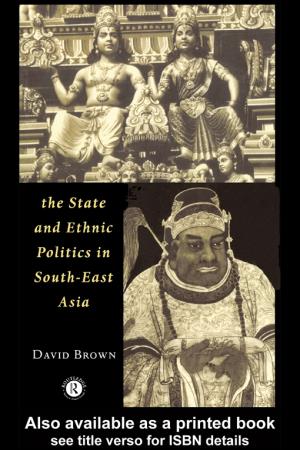 the State
and Ethnic
Politics in
South-East
Asia
DAVID BROWN
ROUTLEDGE
Also available as a printed book
see title verso for ISBN details